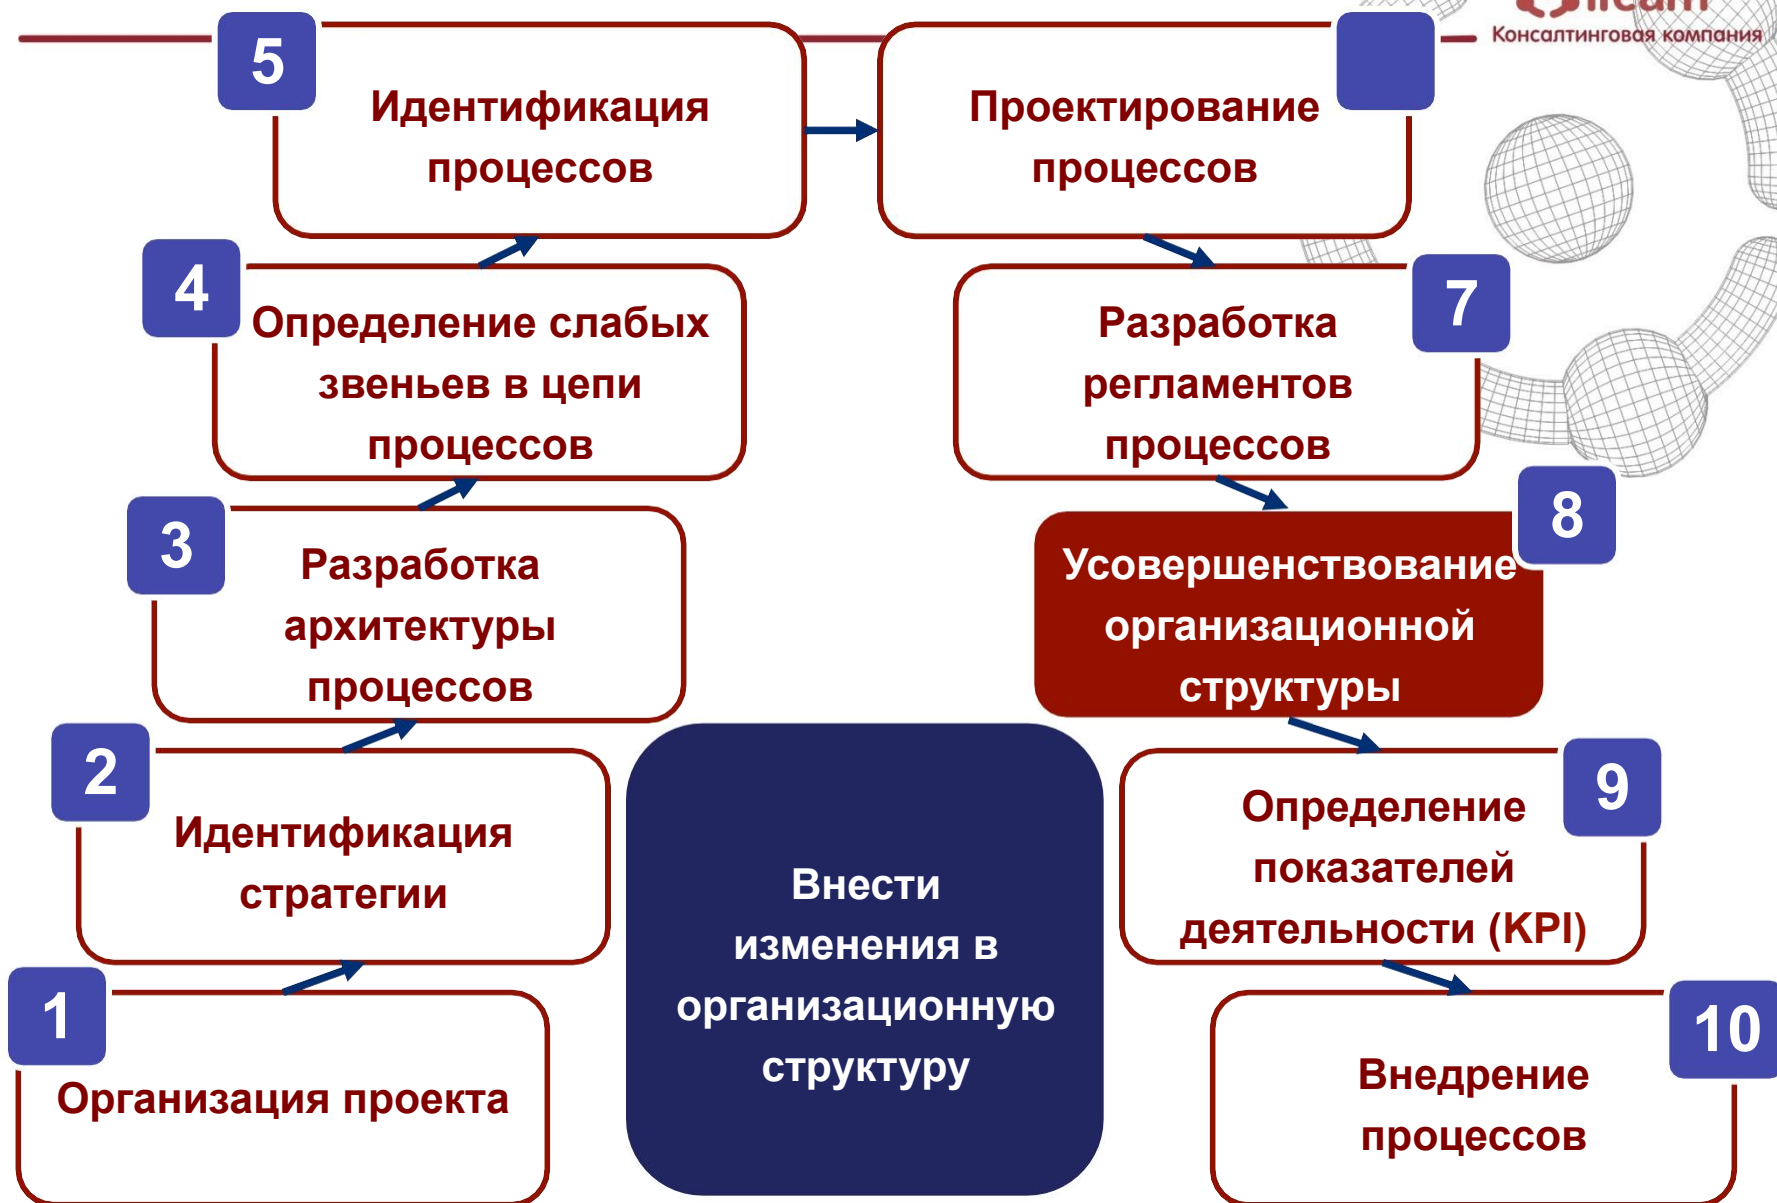 Консалтинговая компания
5
Идентификация
процессов
Проектирование
процессов
4
Определение слабых
звеньев в цепи
процессов
7
Разработка
регламентов
процессов
3
Разработка
архитектуры
процессов
8
Усовершенствование
организационной
структуры
2
Идентификация
стратегии
Внести
изменения в
организационную
структуру
9
Определение
показателей
деятельности (KPI)
1
Организация проекта
10
Внедрение
процессов